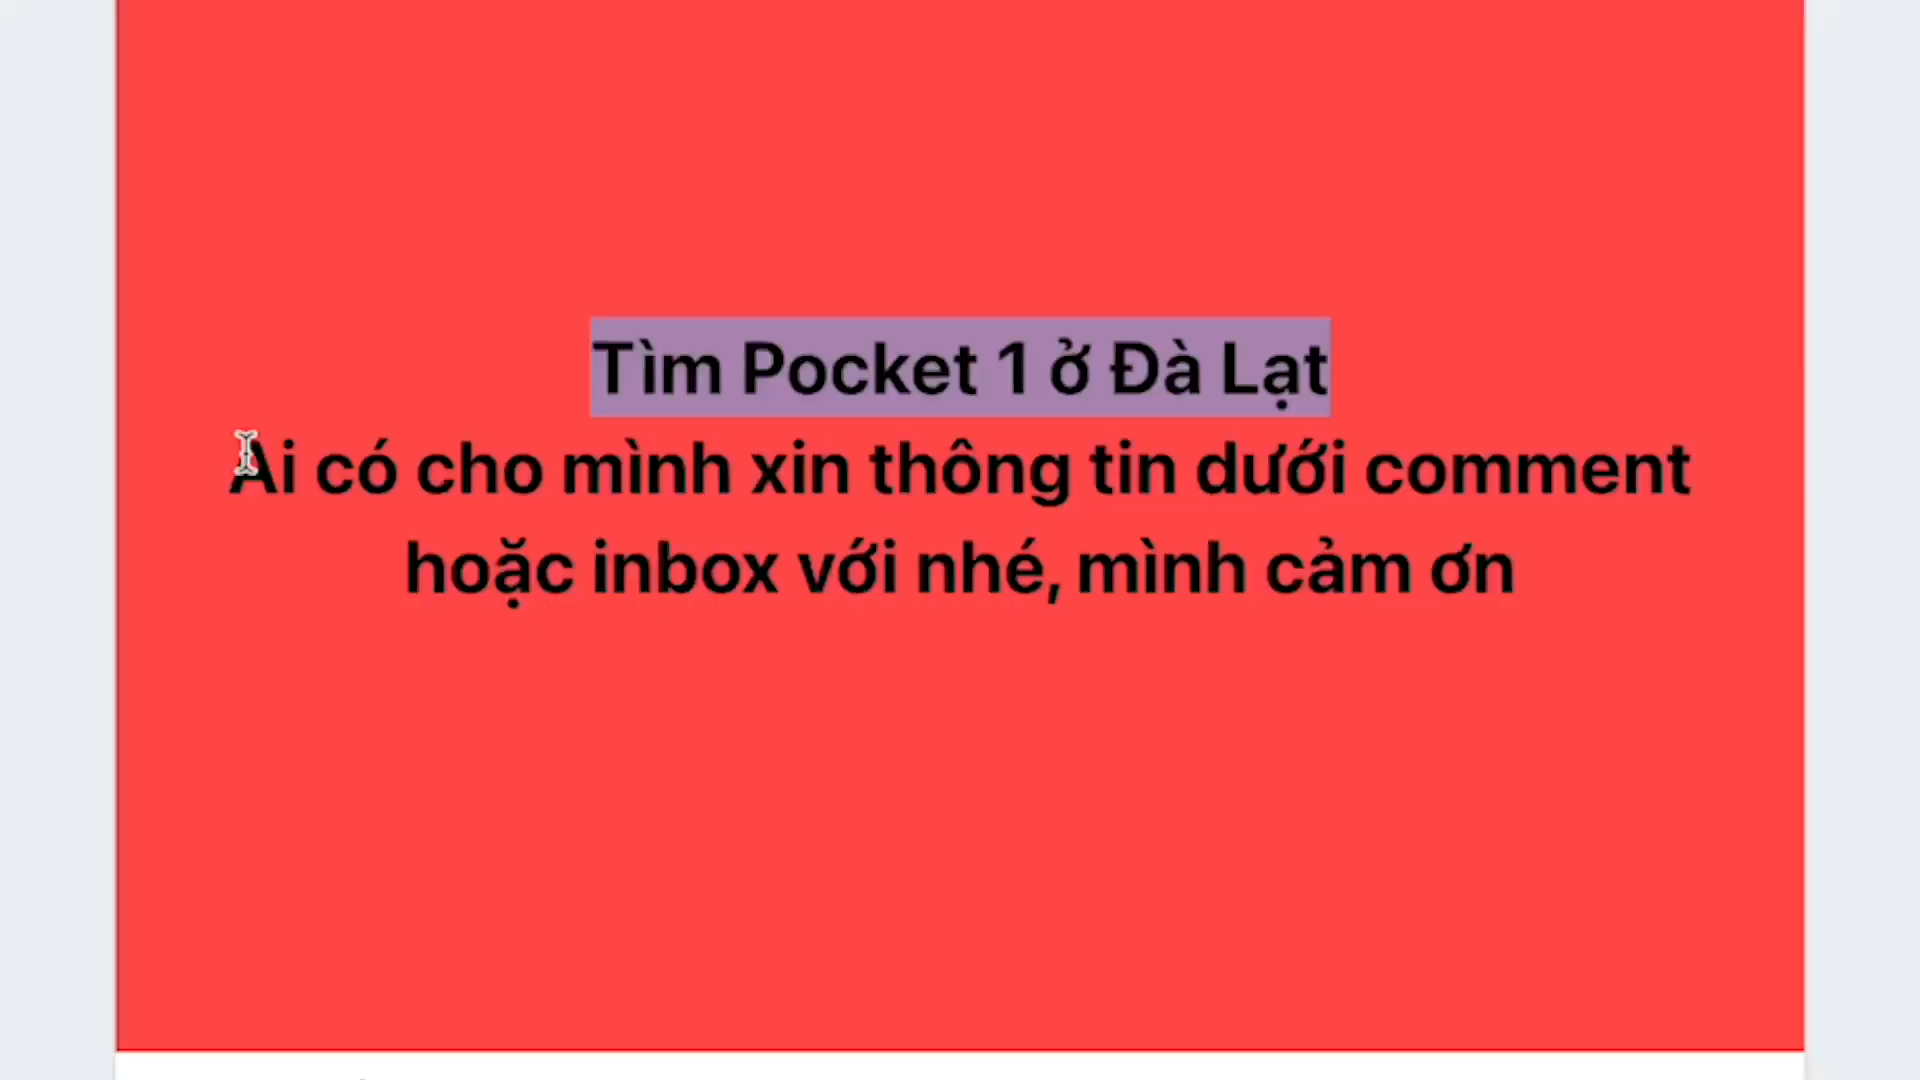 Tìm Pocket 1 ở Đà Lạt
Ai có cho mình xin thông tin dưới comment
hoặc inbox với nhé, mình cảm ơn